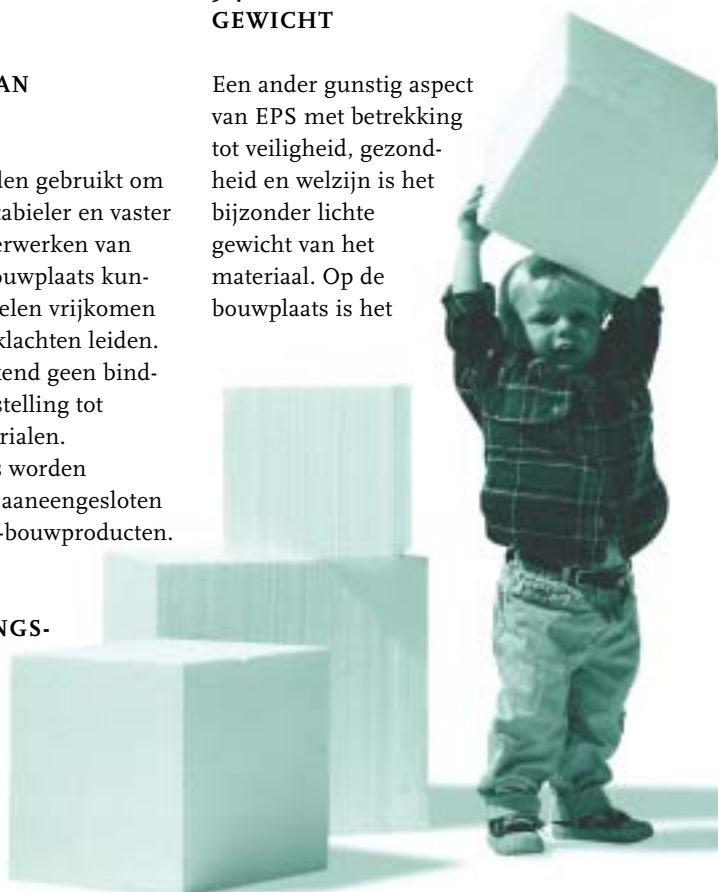 AN
den gebruikt om
tabieler en vaster
erwerken van
ouwplaats kun-
elen vrijkomen
klachten leiden.
tend geen bind-
stelling tot
rialen.
s worden
aaneengesloten
-bouwproducten.
NGS-
GEWICHT
Een ander gunstig aspect
van EPS met betrekking
tot veiligheid, gezond-
heid en welzijn is het
bijzonder lichte
gewicht van het
materiaal. Op de
bouwplaats is het